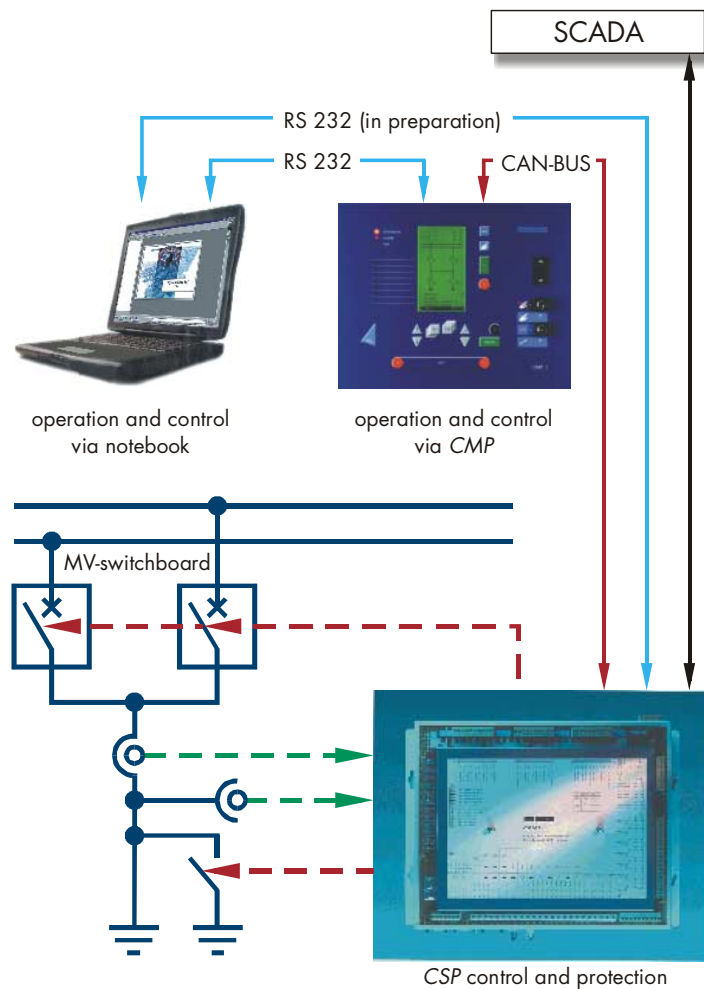 SCADA
RS 232 (in preparation)
RS 232
CAN-BUS
operation and control
via notebook
operation and control
via CMP
MV-switchboard
CSP control and protection